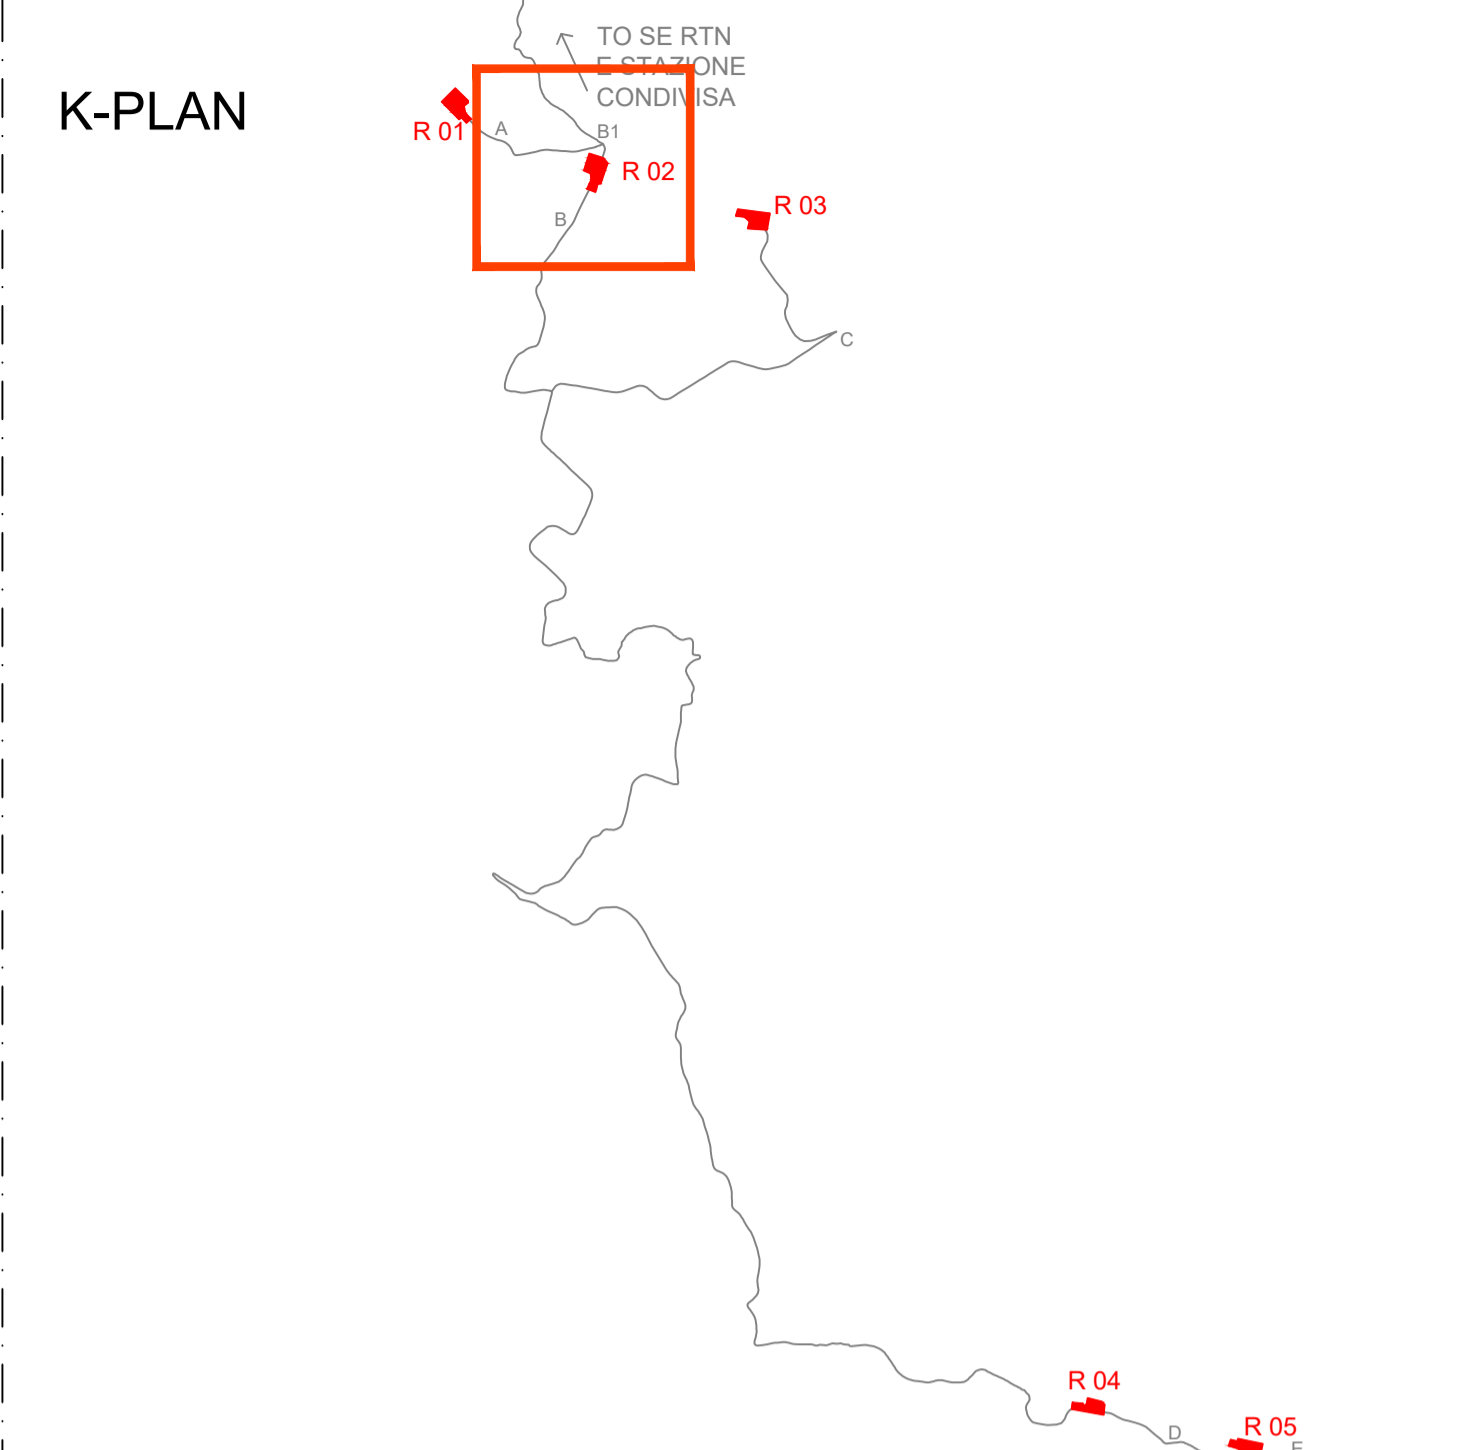 TO SE RTN
E STAZIONE
CONDIVISA
K-PLAN
R 01
A
B1
R 02
B
R 03
C
R 04
D
R 05
E